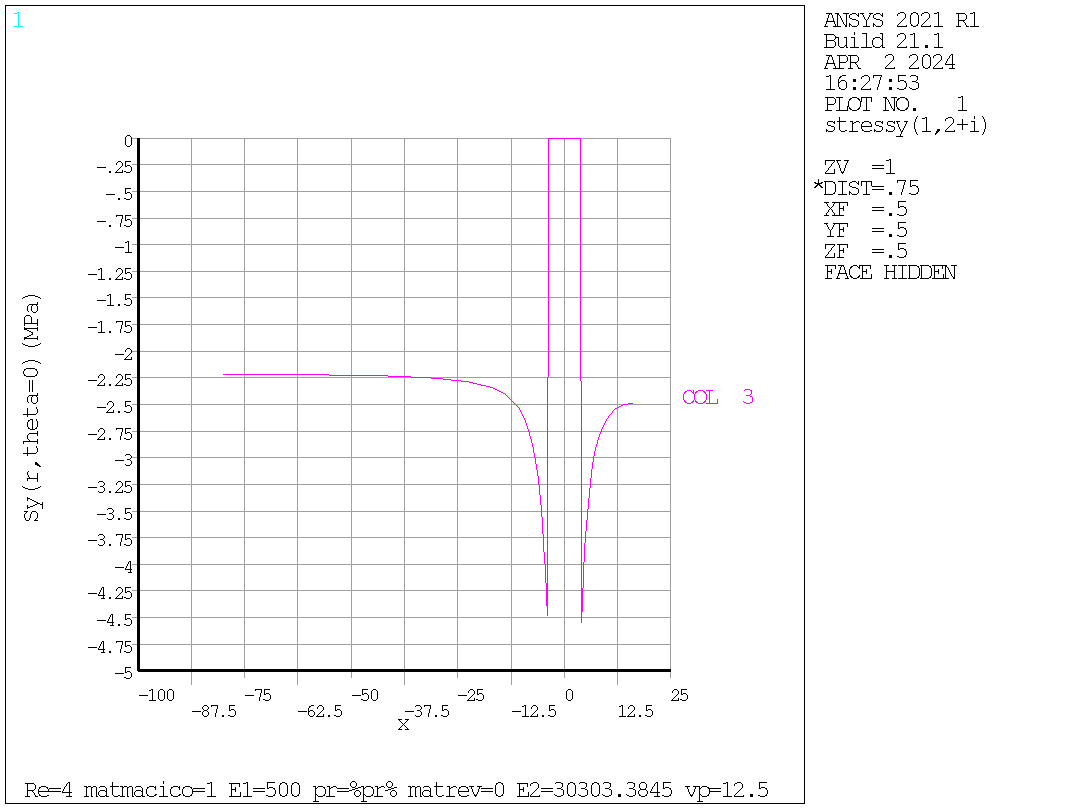 1
ANSYS 2021 R1
Build 21.1
APR 2 2024
16:27:53
PLOT NO. 1
stressy(1,2+i)
ZV =1
*DIST=.75
XF =.5
YF =.5
ZF =.5
FACE HIDDEN
Sy(r,theta=0)(MPa)
0
-.25
-.5
-.75
-1
-1.25
-1.5
-1.75
-2
-2.25
-2.5
-2.75
-3
-3.25
-3.5
-3.75
-4
-4.25
-4.5
-4.75
-5
COL 3
-100 -75 -50 -25 0 25
-87.5 -62.5 -37.5 -12.5 12.5
X
Re=4 matmacico=1 E1=500 pr=%pr% matrev=0 E2=30303.3845 vp=12.5